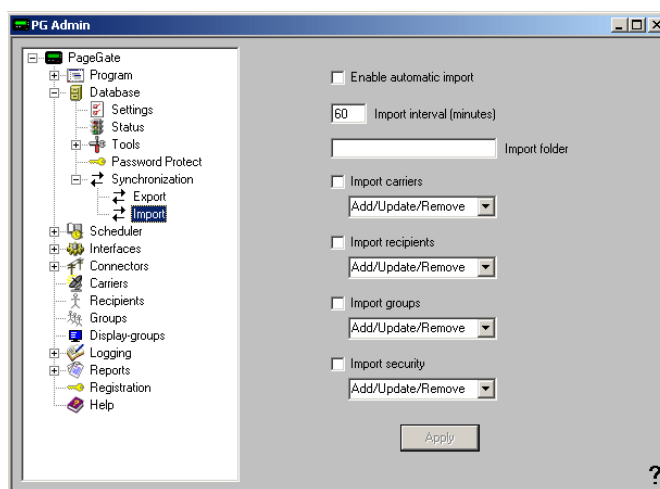 PG Admin
PageGate
Program
Database
Settings
Status
Tools
Password Protect
Synchronization
Export
Import
Scheduler
Interfaces
Connectors
Carriers
Recipients
Groups
Display-groups
Logging
Reports
Registration
Help
Enable automatic import
60 Import interval (minutes)
Import folder
Import carriers
Add/Update/Remove
Import recipients
Add/Update/Remove
Import groups
Add/Update/Remove
Import security
Add/Update/Remove
Apply
?